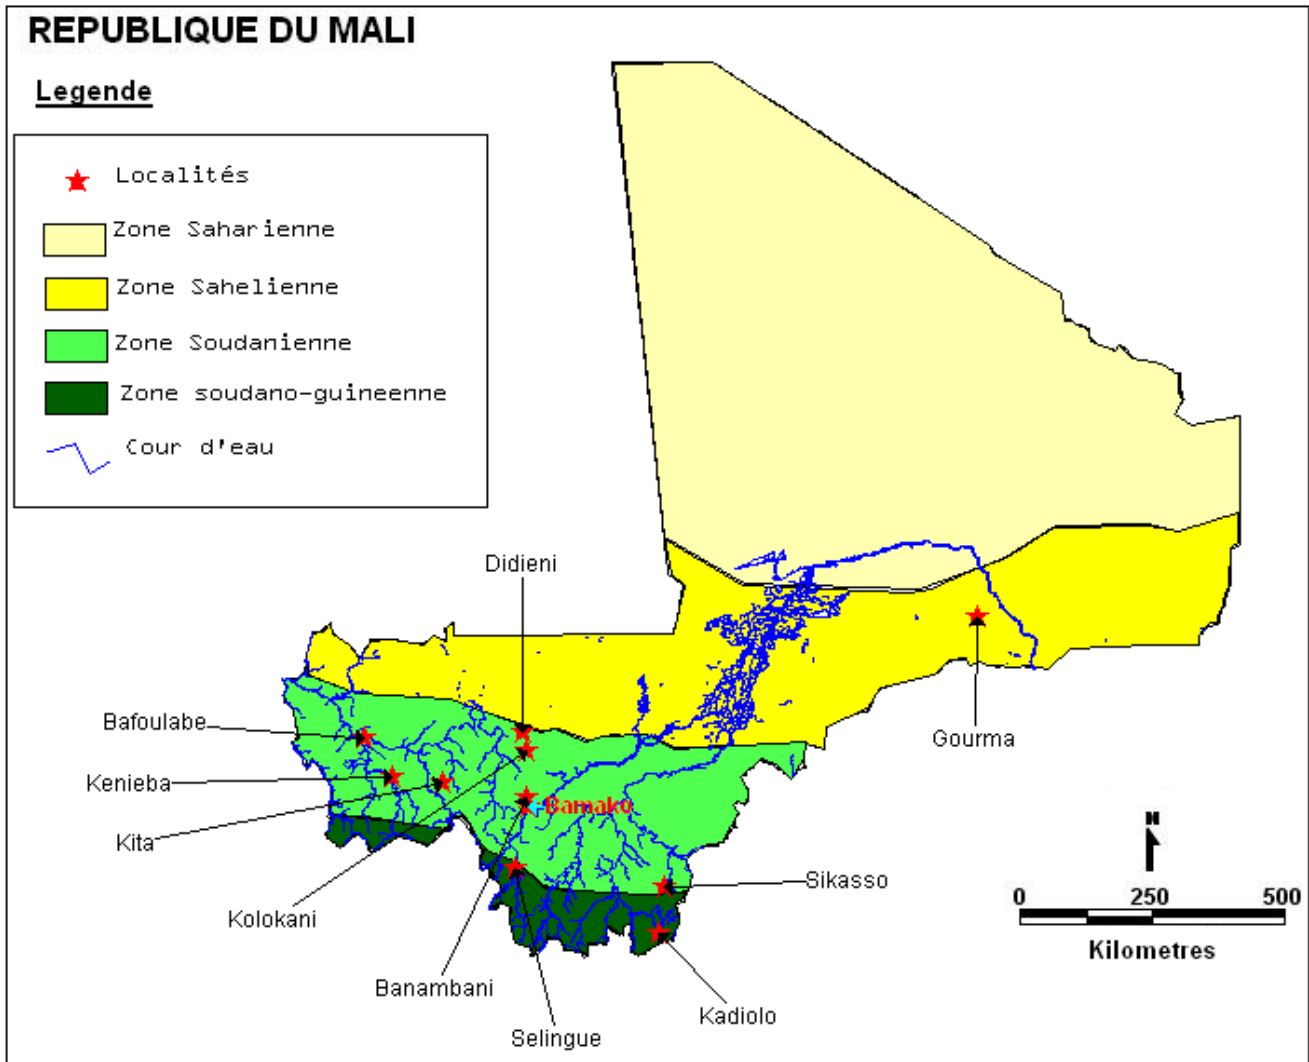 REPUBLIQUE DU MALI
Legende
Localités
Zone Saharienne
Zone Sahelienne
Zone Soudanienne
Zone soudano-guineenne
Cour d'eau
Didieni
Bafoulabe
Gourma
Kenieba
Bamako
Kita
N
Sikasso
0 250 500
Kolokani
Kilometres
Banambani
Kadiolo
Selingue